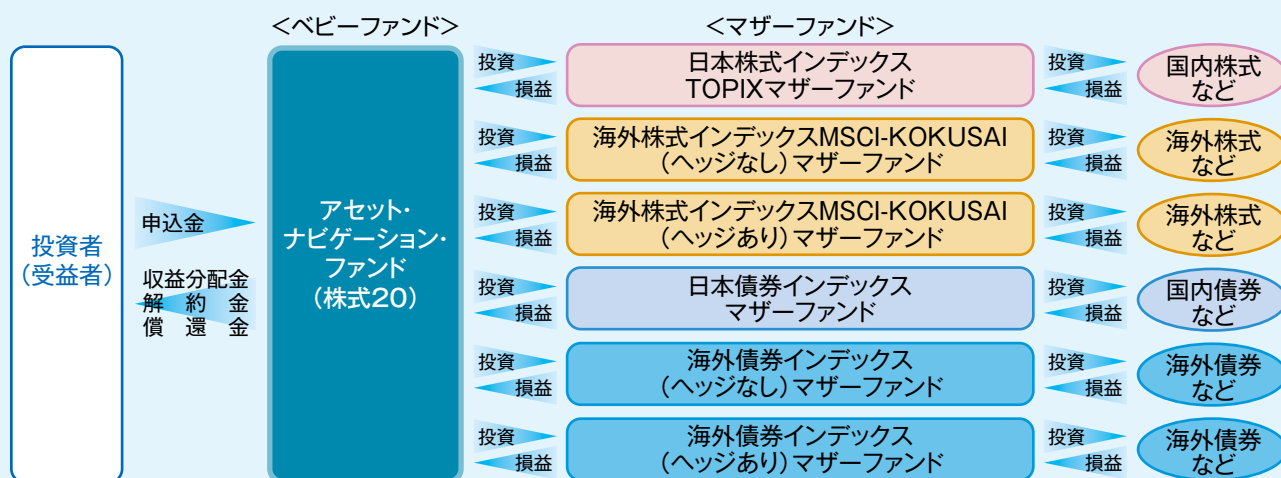 <ベビーファンド>
<マザーファンド>
投資者
(受益者)
申込金
収益分配金
解約金
償還金
アセット・
ナビゲーション・
ファンド
(株式20)
投資
損益
日本株式インデックス
TOPIXマザーファンド
投資
損益
国内株式
など
投資
損益
海外株式インデックスMSCI-KOKUSAI
(ヘッジなし)マザーファンド
投資
損益
海外株式
など
投資
損益
海外株式インデックスMSCI-KOKUSAI
(ヘッジあり)マザーファンド
投資
損益
海外株式
など
投資
損益
日本債券インデックス
マザーファンド
投資
損益
国内債券
など
投資
損益
海外債券インデックス
(ヘッジなし)マザーファンド
投資
損益
海外債券
など
投資
損益
海外債券インデックス
(ヘッジあり)マザーファンド
投資
損益
海外債券
など